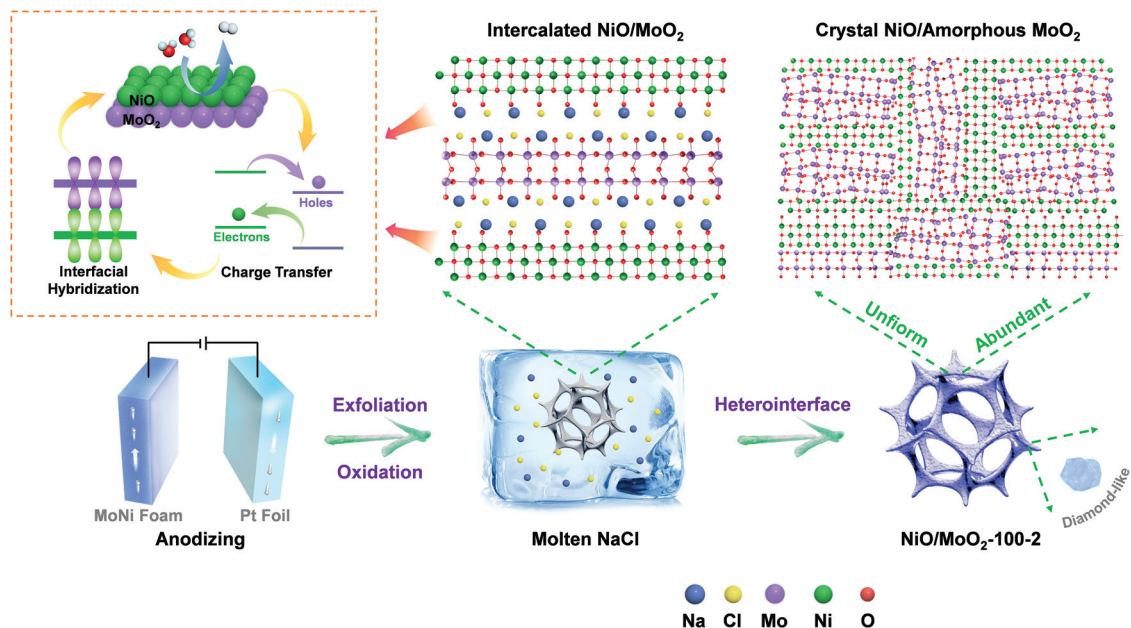 Intercalated NiO/MoO₂
Crystal NiO/Amorphous MoO₂
NiO
MoO₂
Holes
Electrons
Interfacial
Hybridization
Charge Transfer
Unfiorm
Abundant
Exfoliation
Oxidation
Heterointerface
MoNi Foam
Pt Foil
Anodizing
Molten NaCl
NiO/MoO₂-100-2
Diamond-like
Na Cl Mo Ni O